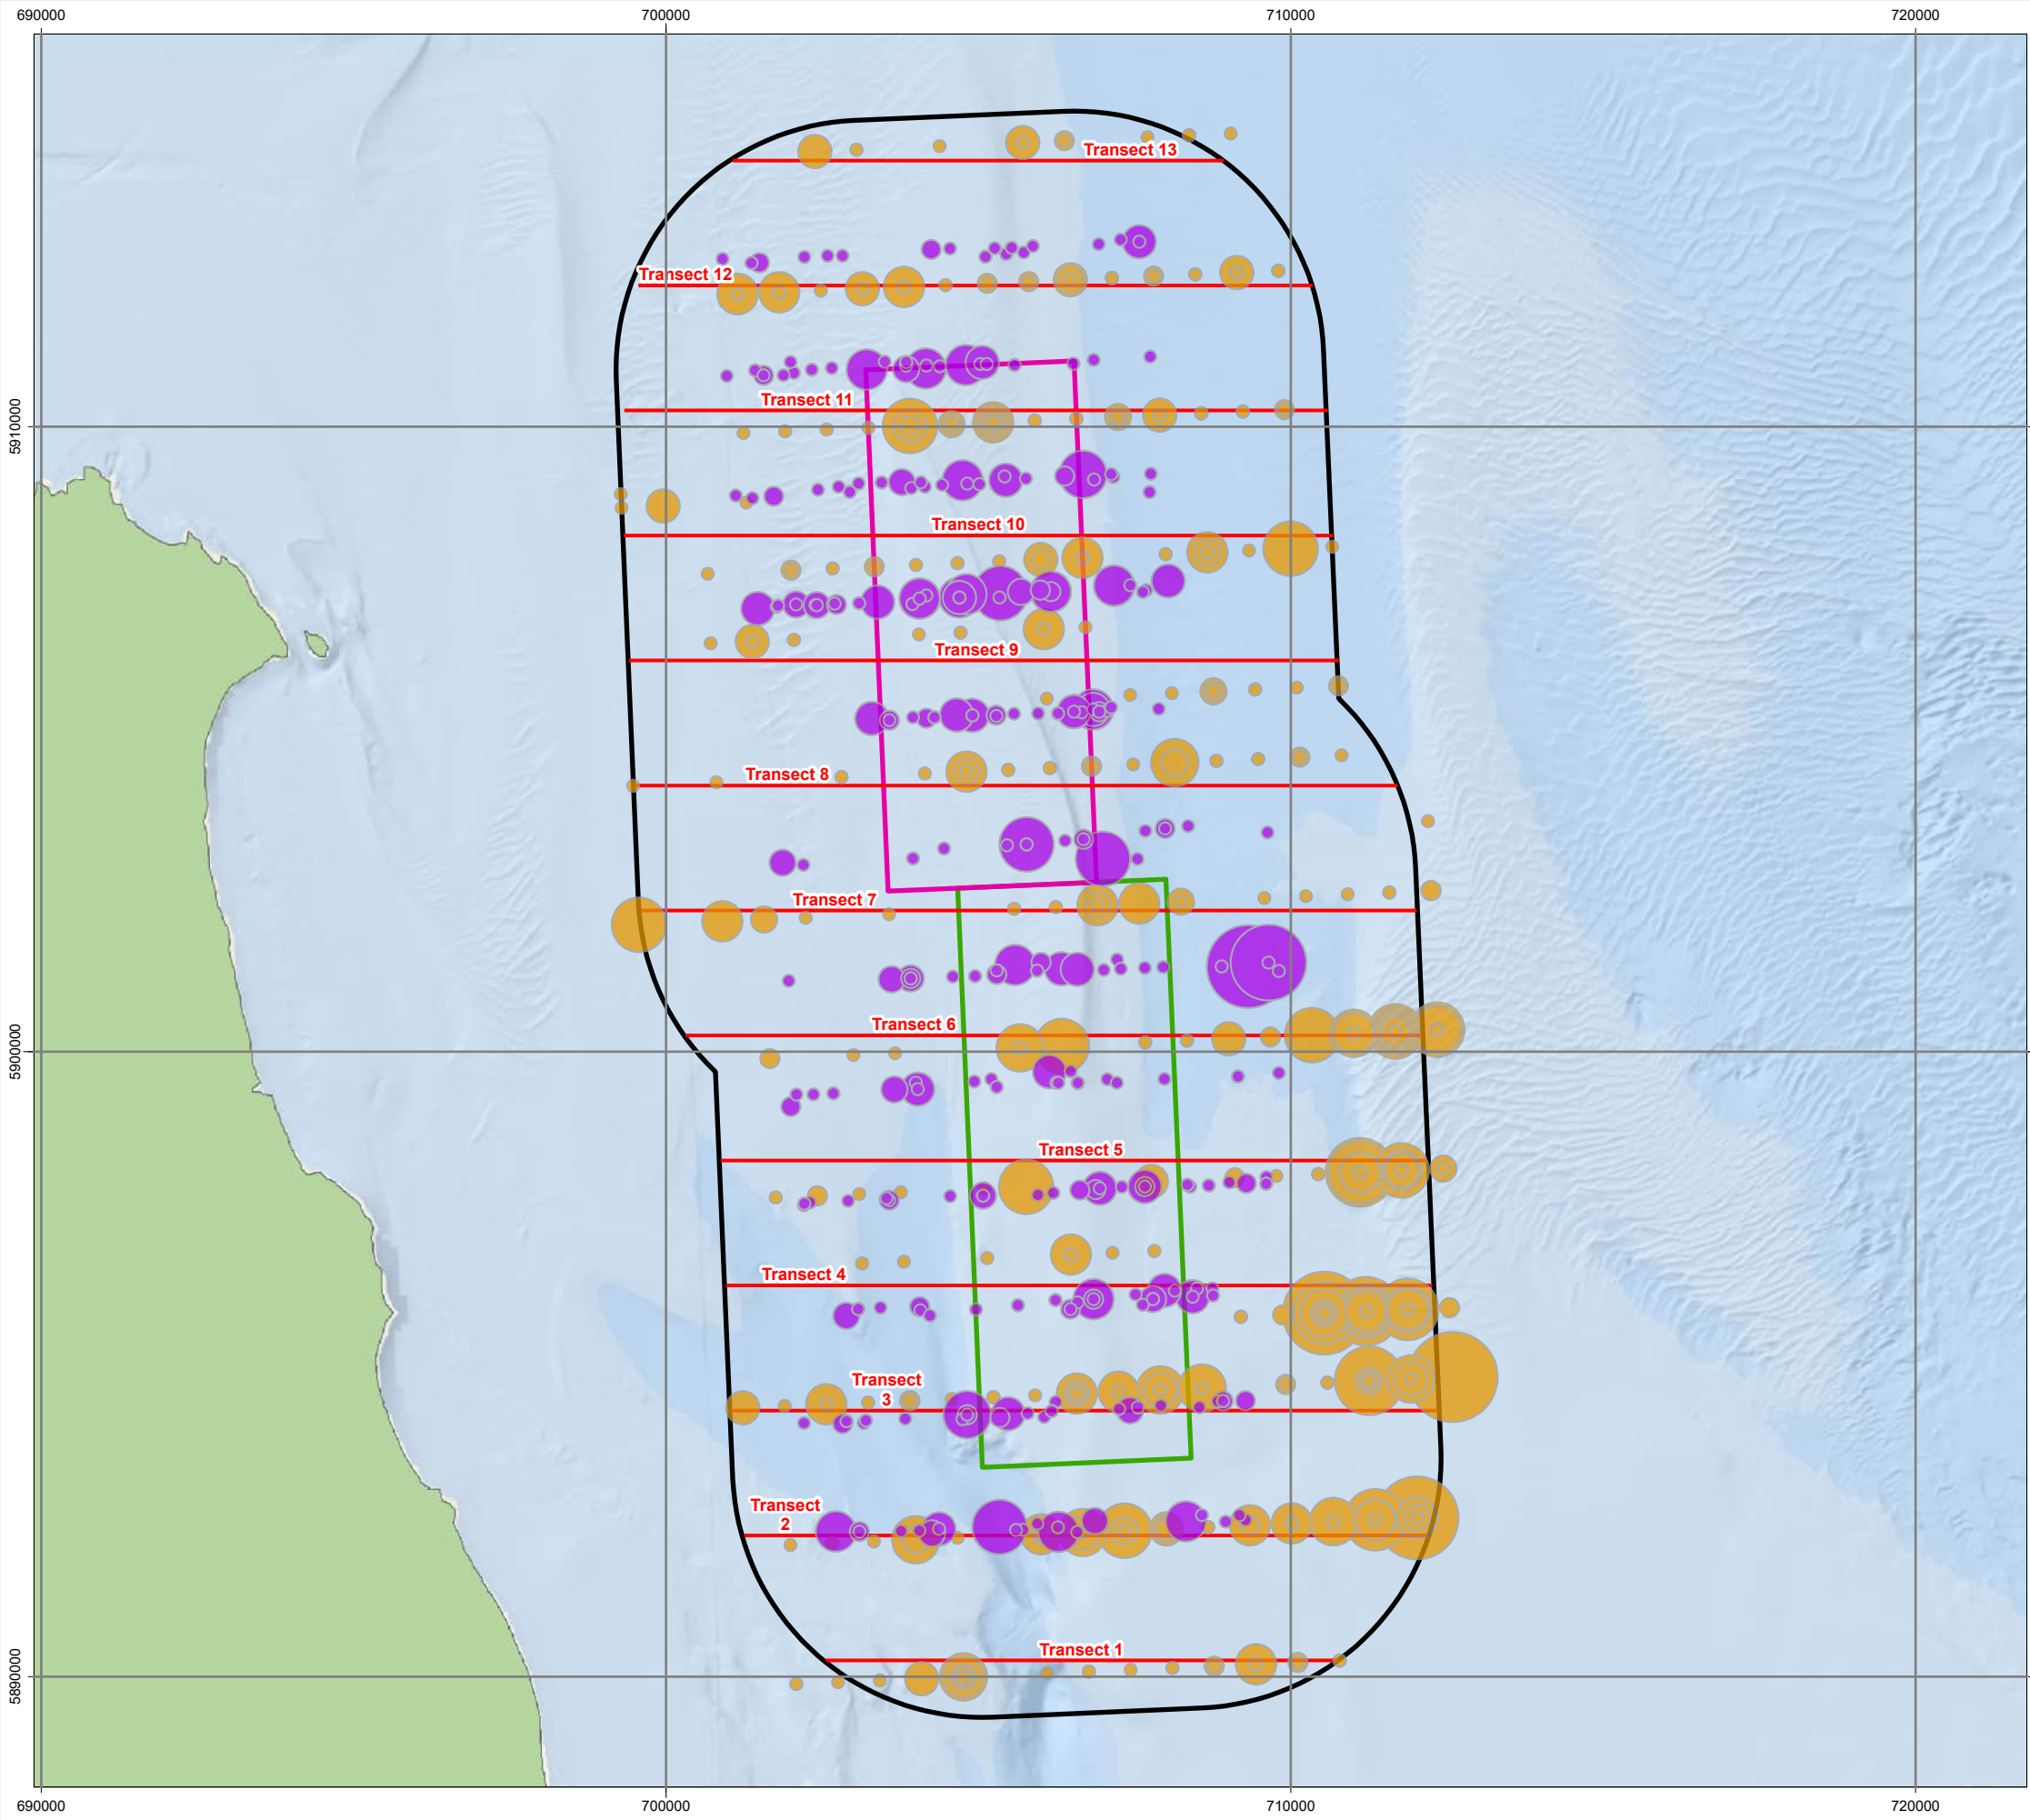 690000 700000 710000 720000
Transect 13
Transect 12
Transect 11
5910000
Transect 10
Transect 9
Transect 8
Transect 7
Transect 6
5900000
Transect 5
Transect 4
Transect
3
Transect
2
Transect 1
5890000
690000 700000 710000 720000